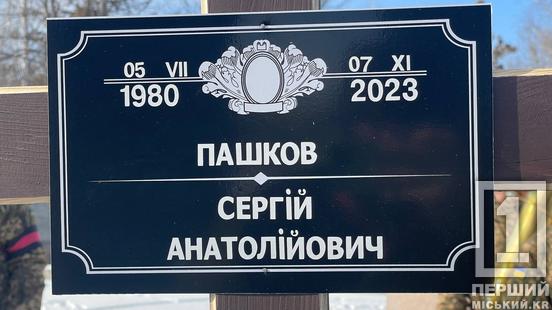 05 VII 07 XI
1980 2023
ПАШКОВ
СЕРГІЙ
АНАТОЛІЙОВИЧ
1
ПЕРШИЙ
МІСЬКИЙ.KR